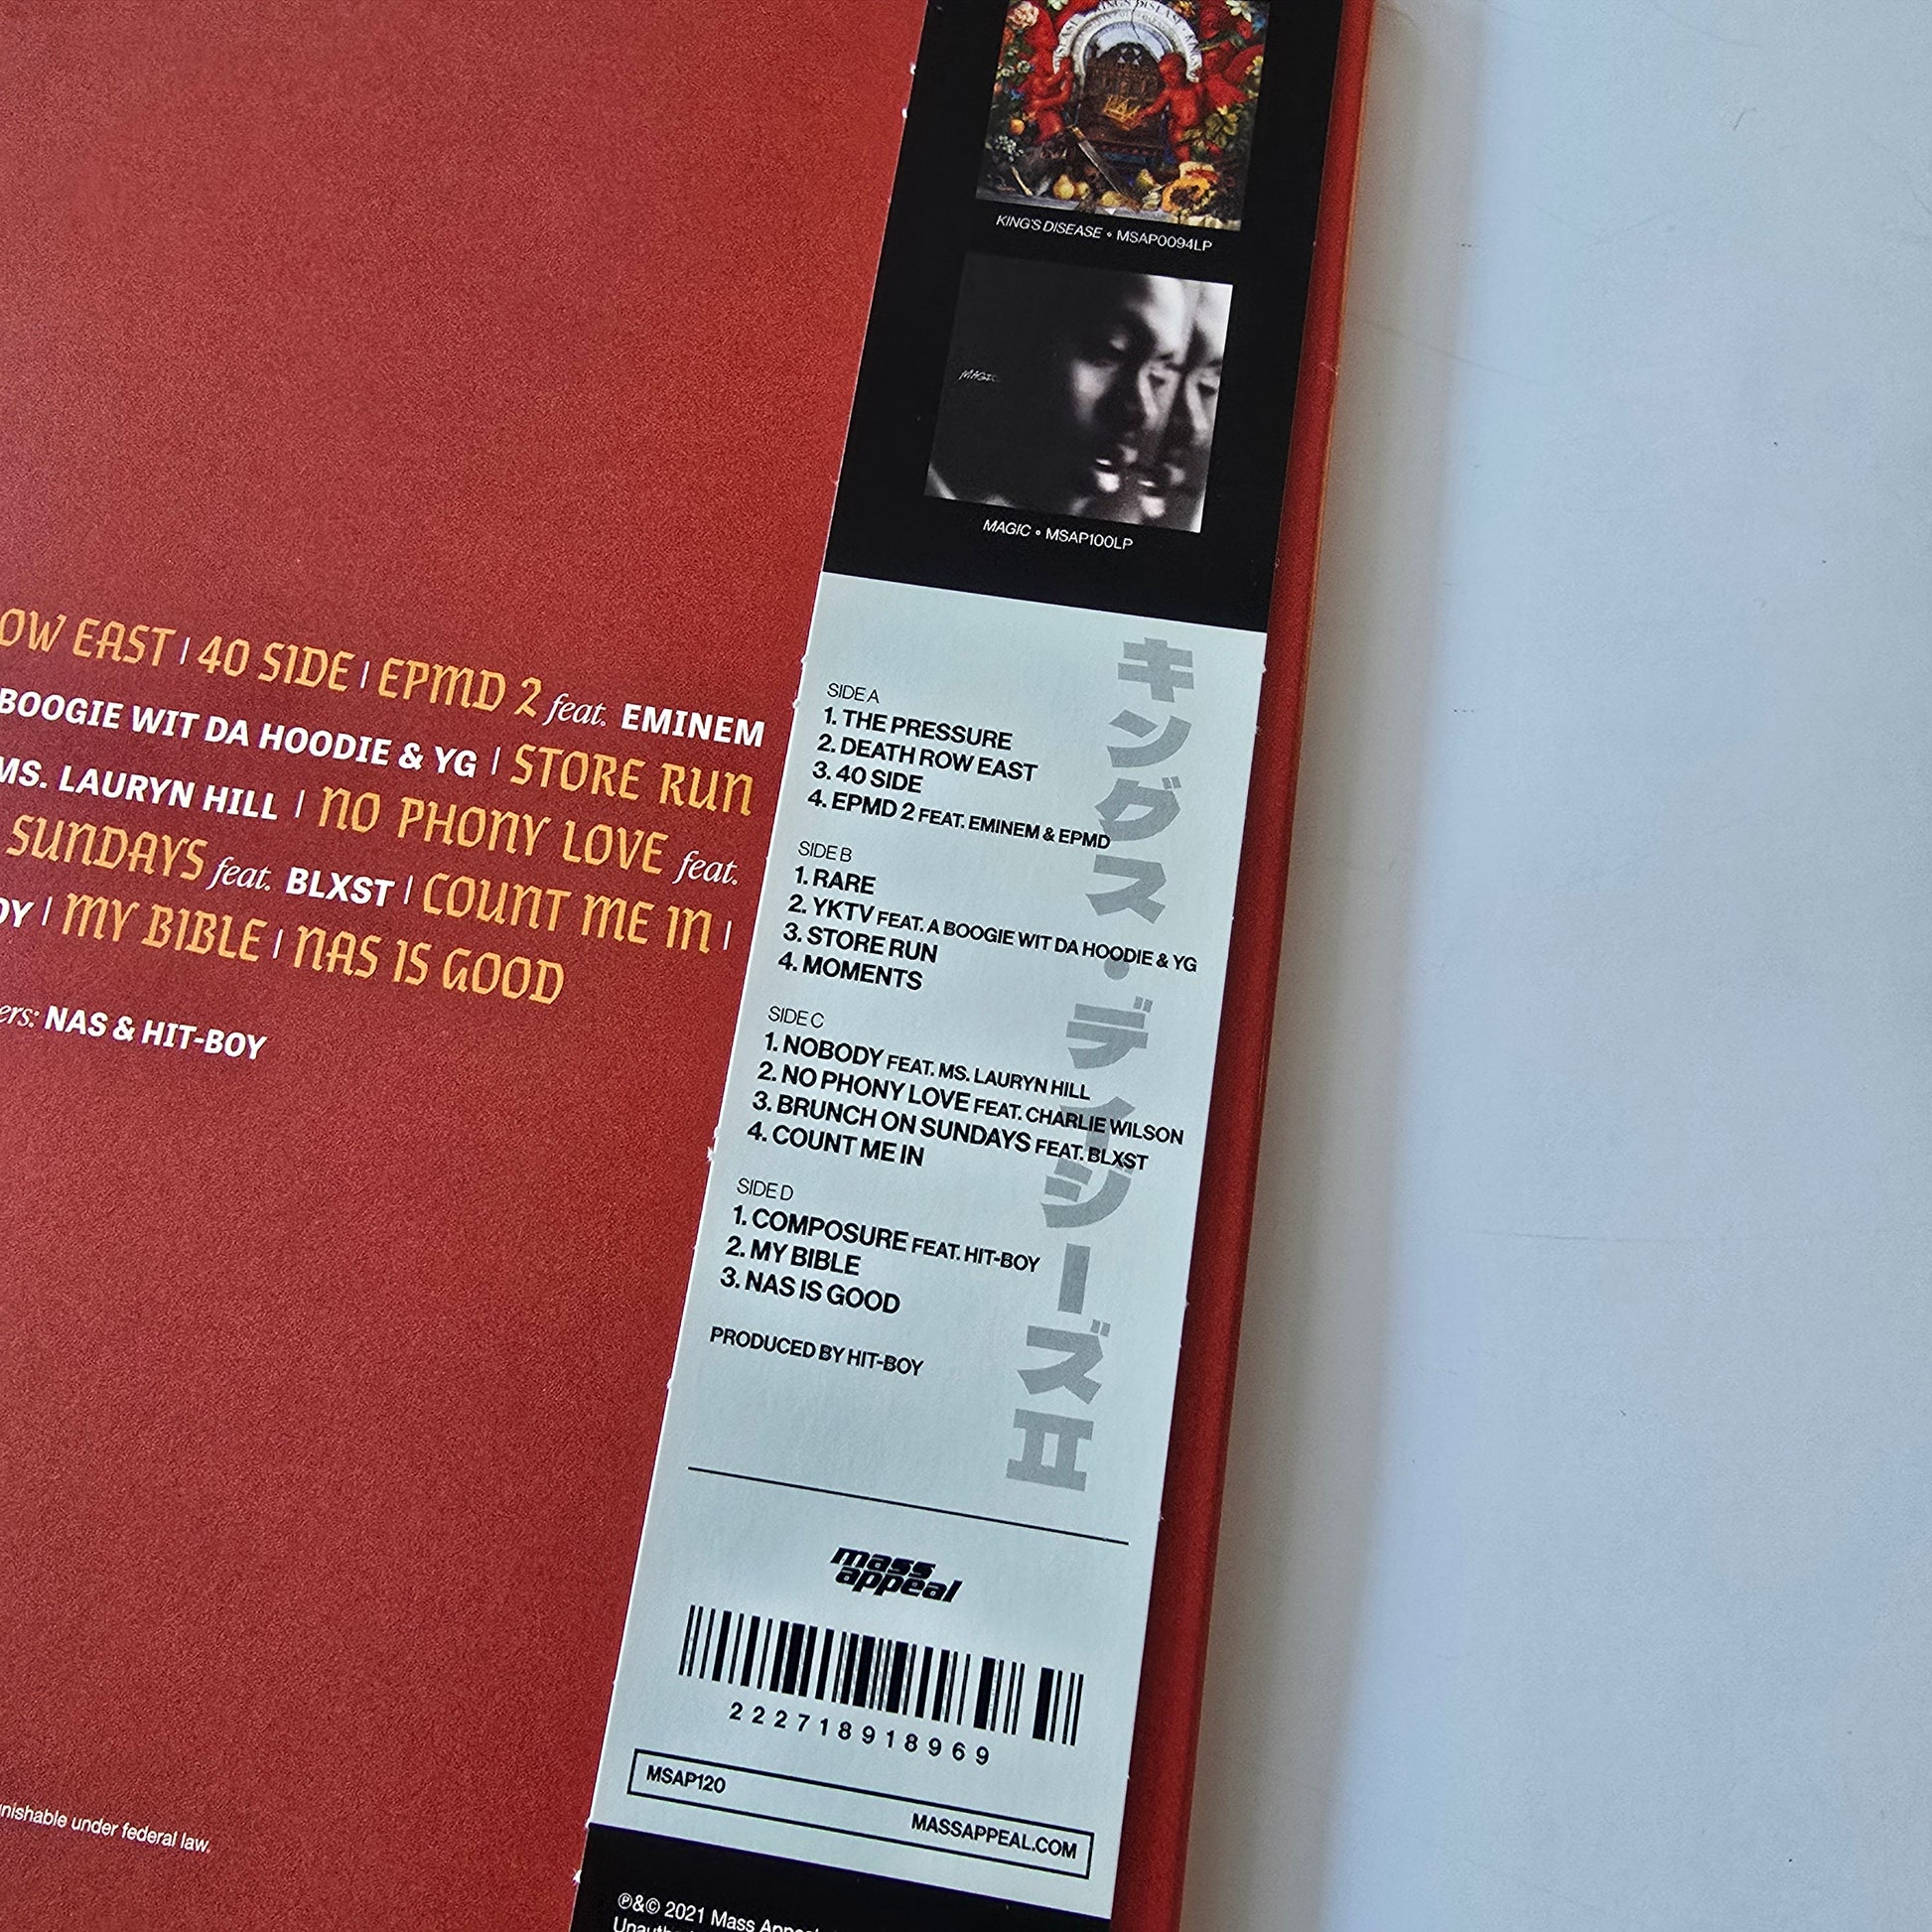 OW EAST | 40 SIDE | EPMD 2 feat. EMINEM
BOOGIE WIT DA HOODIE & YG | STORE RUN
MS. LAURYN HILL | NO PHONY LOVE feat.
SUNDAYS feat. BLXST | COUNT ME IN |
OY | MY BIBLE | NAS IS GOOD
ers: NAS & HIT-BOY
nishable under federal law.
KING'S DISEASE
KING'S DISEASE • MSAP0094LP
MAGIC
MAGIC • MSAP100LP
キングス・ディジーズII
SIDE A
1. THE PRESSURE
2. DEATH ROW EAST
3. 40 SIDE
4. EPMD 2 FEAT. EMINEM & EPMD
SIDE B
1. RARE
2. YKTV FEAT. A BOOGIE WIT DA HOODIE & YG
3. STORE RUN
4. MOMENTS
SIDE C
1. NOBODY FEAT. MS. LAURYN HILL
2. NO PHONY LOVE FEAT. CHARLIE WILSON
3. BRUNCH ON SUNDAYS FEAT. BLXST
4. COUNT ME IN
SIDE D
1. COMPOSURE FEAT. HIT-BOY
2. MY BIBLE
3. NAS IS GOOD
PRODUCED BY HIT-BOY
mass
appeal
222718918969
MSAP120
MASSAPPEAL.COM
℗&© 2021 Mass Appeal